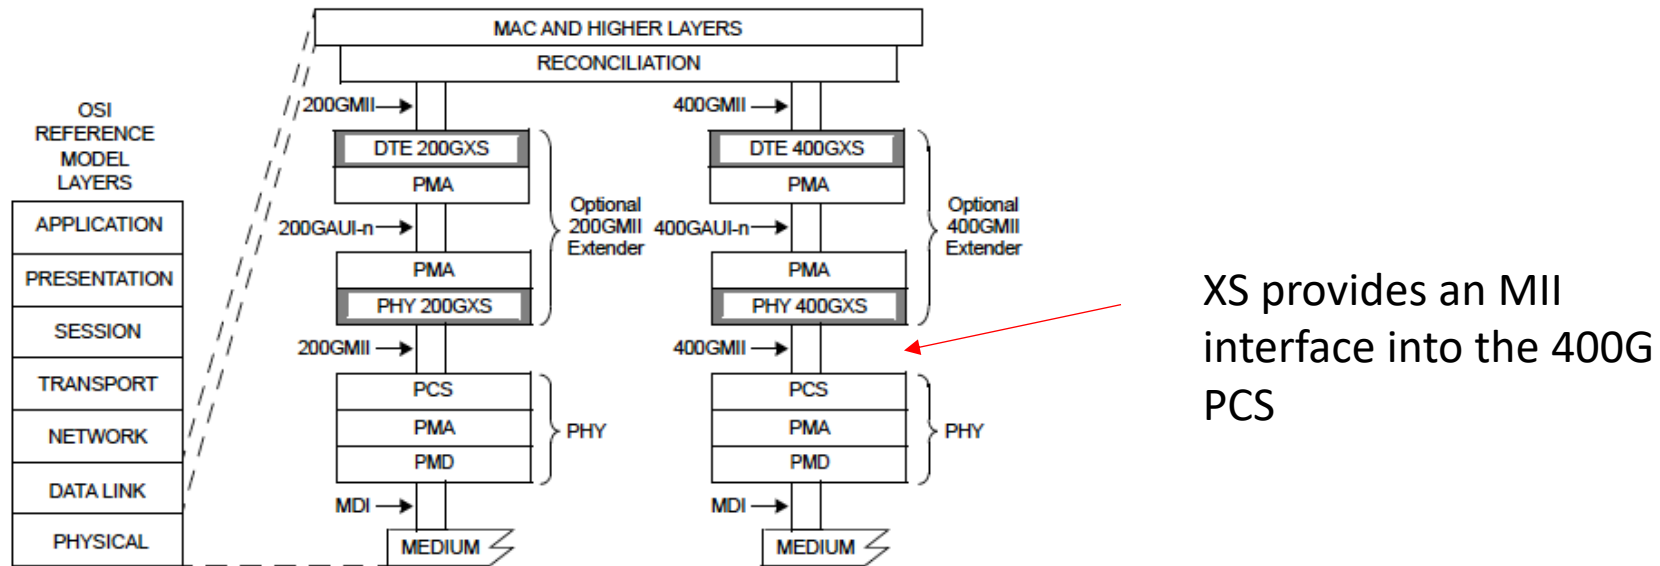 MAC AND HIGHER LAYERS
RECONCILIATION
OSI
REFERENCE
MODEL
LAYERS
APPLICATION
PRESENTATION
SESSION
TRANSPORT
NETWORK
DATA LINK
PHYSICAL
200GMII
DTE 200GXS
PMA
200GAUI-n
PMA
PHY 200GXS
Optional
200GMII
Extender
200GMII
PCS
PMA
PMD
PHY
MDI
MEDIUM
400GMII
DTE 400GXS
PMA
400GAUI-n
PMA
PHY 400GXS
Optional
400GMII
Extender
400GMII
PCS
PMA
PMD
PHY
MDI
MEDIUM
XS provides an MII
interface into the 400G
PCS